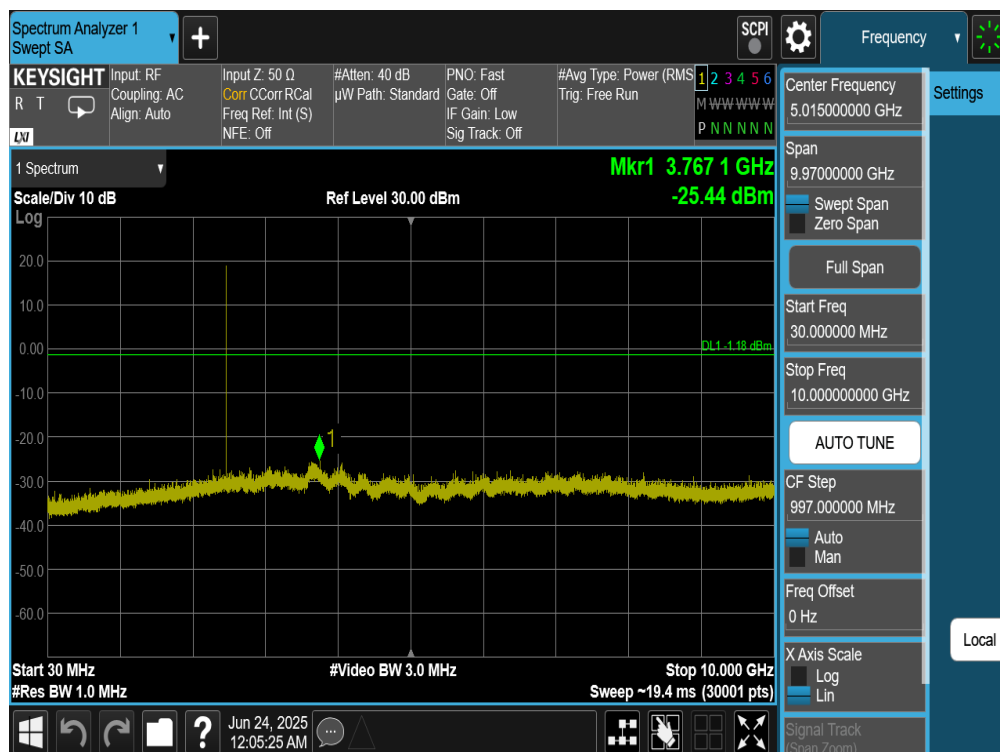 Spectrum Analyzer 1
Swept SA
+
SCPI
Frequency
KEYSIGHT
R T
LXI
Input: RF
Coupling: AC
Align: Auto
Input Z: 50 Ω
Corr CCorr RCal
Freq Ref: Int (S)
NFE: Off
#Atten: 40 dB
µW Path: Standard
PNO: Fast
Gate: Off
IF Gain: Low
Sig Track: Off
#Avg Type: Power (RMS
Trig: Free Run
1 2 3 4 5 6
M W W W W W
P N N N N N
1 Spectrum
Mkr1 3.767 1 GHz
-25.44 dBm
Scale/Div 10 dB
Ref Level 30.00 dBm
Log
20.0
10.0
0.00
DL1 -1.18 dBm
-10.0
-20.0
1
-30.0
-40.0
-50.0
-60.0
Start 30 MHz
#Video BW 3.0 MHz
Stop 10.000 GHz
#Res BW 1.0 MHz
Sweep ~19.4 ms (30001 pts)
?
Jun 24, 2025
12:05:25 AM
Center Frequency
5.015000000 GHz
Span
9.97000000 GHz
Swept Span
Zero Span
Full Span
Start Freq
30.000000 MHz
Stop Freq
10.000000000 GHz
AUTO TUNE
CF Step
997.000000 MHz
Auto
Man
Freq Offset
0 Hz
X Axis Scale
Log
Lin
Signal Track
(Span Zoom)
Settings
Local